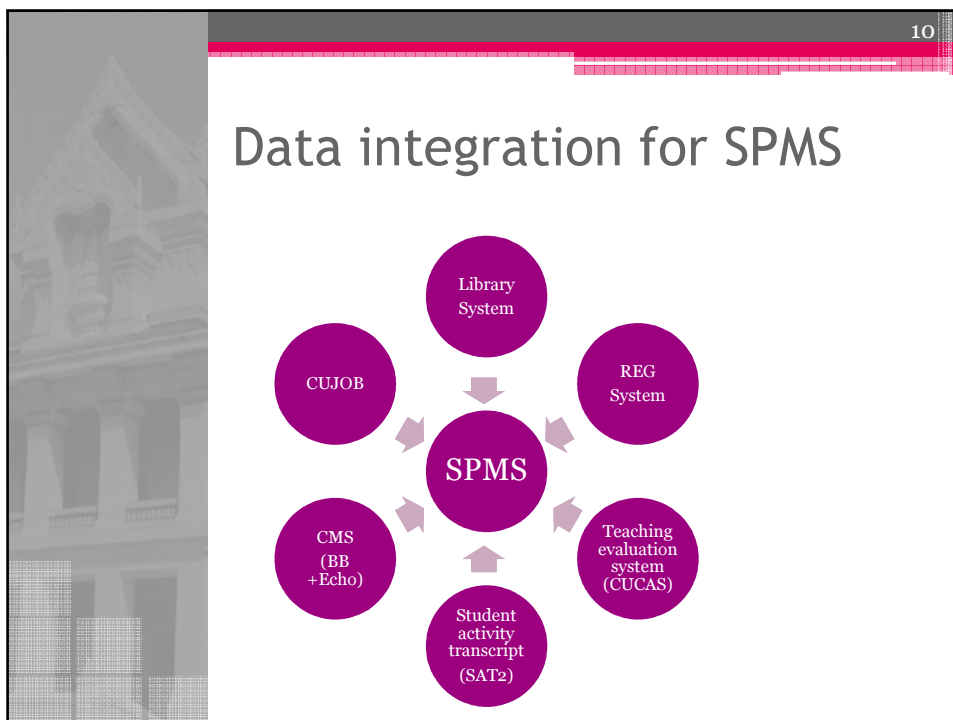 10
Data integration for SPMS
Library
System
REG
System
Teaching
evaluation
system
(CUCAS)
Student
activity
transcript
(SAT2)
CMS
(BB
+Echo)
CUJOB
SPMS